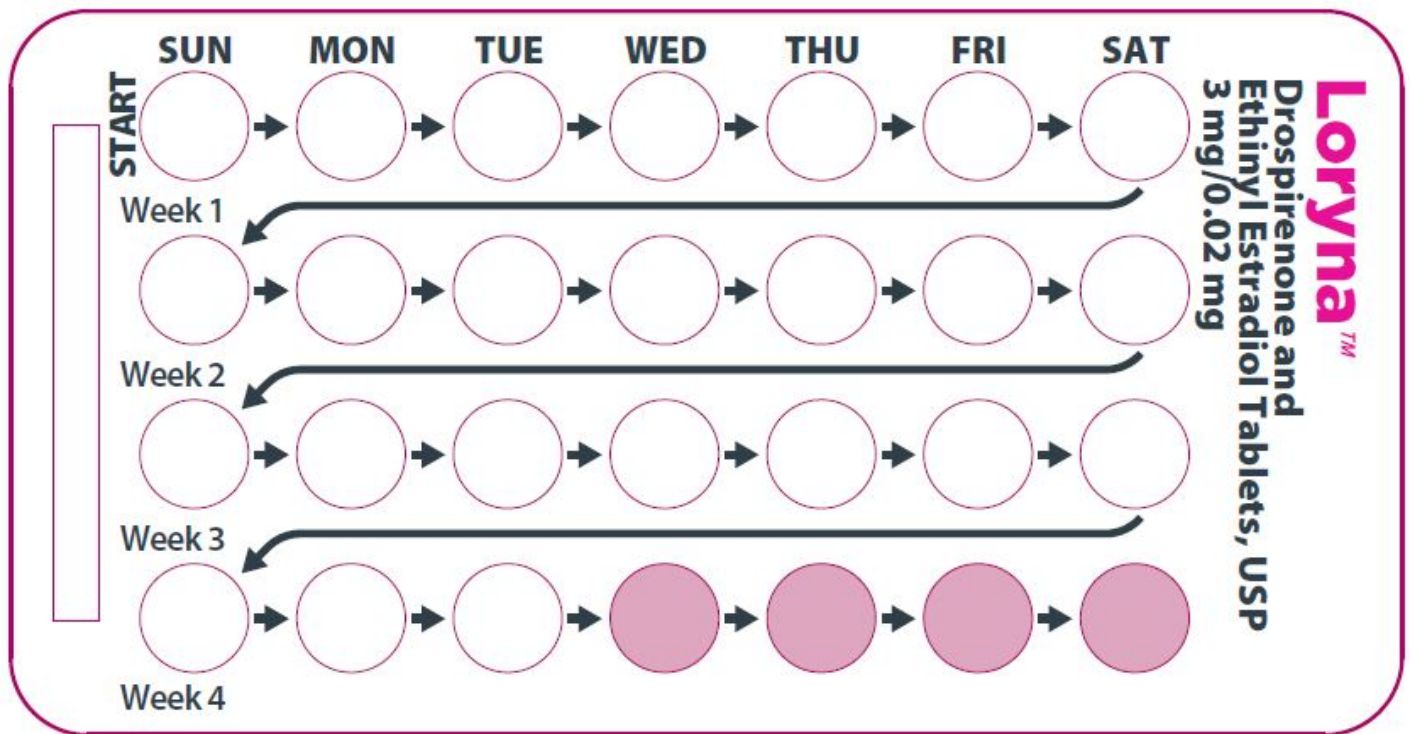 SUN MON TUE WED THU FRI SAT
START
Week 1
Week 2
Week 3
Week 4
Loryna™
Drospirenone and
Ethinyl Estradiol Tablets, USP
3 mg/0.02 mg